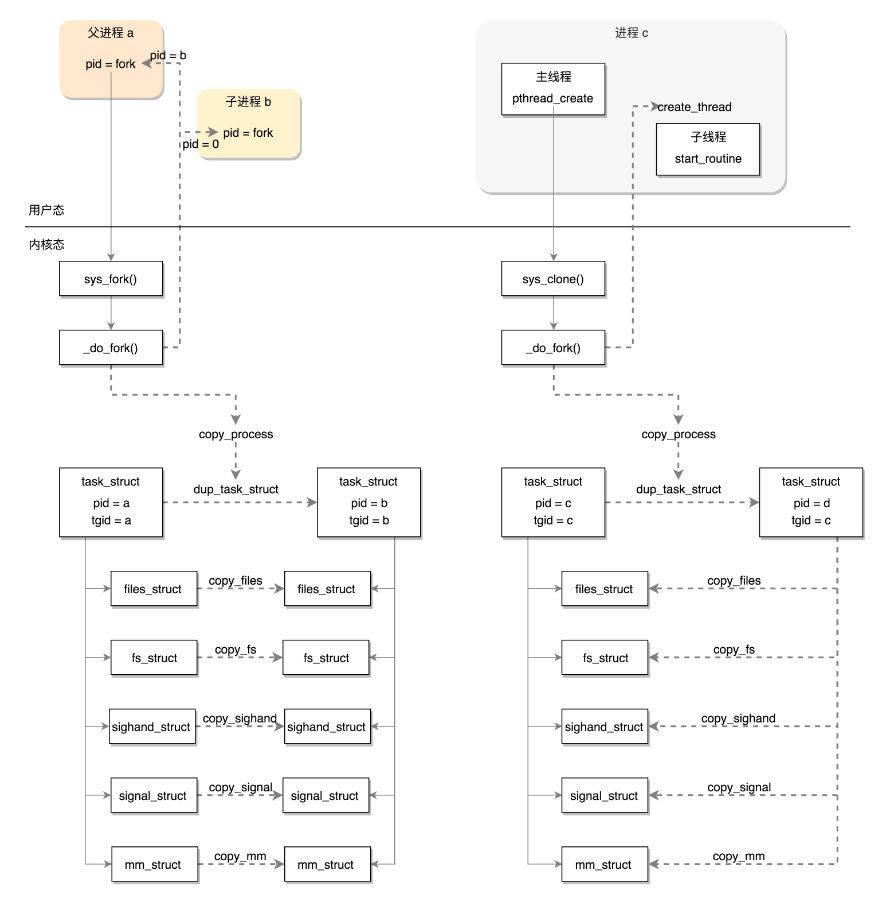 父进程 a
pid = fork
pid = b
子进程 b
pid = fork
pid = 0
进程 c
主线程
pthread_create
create_thread
子线程
start_routine
用户态
内核态
sys_fork()
_do_fork()
copy_process
task_struct
pid = a
tgid = a
dup_task_struct
task_struct
pid = b
tgid = b
files_struct
copy_files
files_struct
fs_struct
copy_fs
fs_struct
sighand_struct
copy_sighand
sighand_struct
signal_struct
copy_signal
signal_struct
mm_struct
copy_mm
mm_struct
sys_clone()
_do_fork()
copy_process
task_struct
pid = c
tgid = c
dup_task_struct
task_struct
pid = d
tgid = c
files_struct
copy_files
fs_struct
copy_fs
sighand_struct
copy_sighand
signal_struct
copy_signal
mm_struct
copy_mm